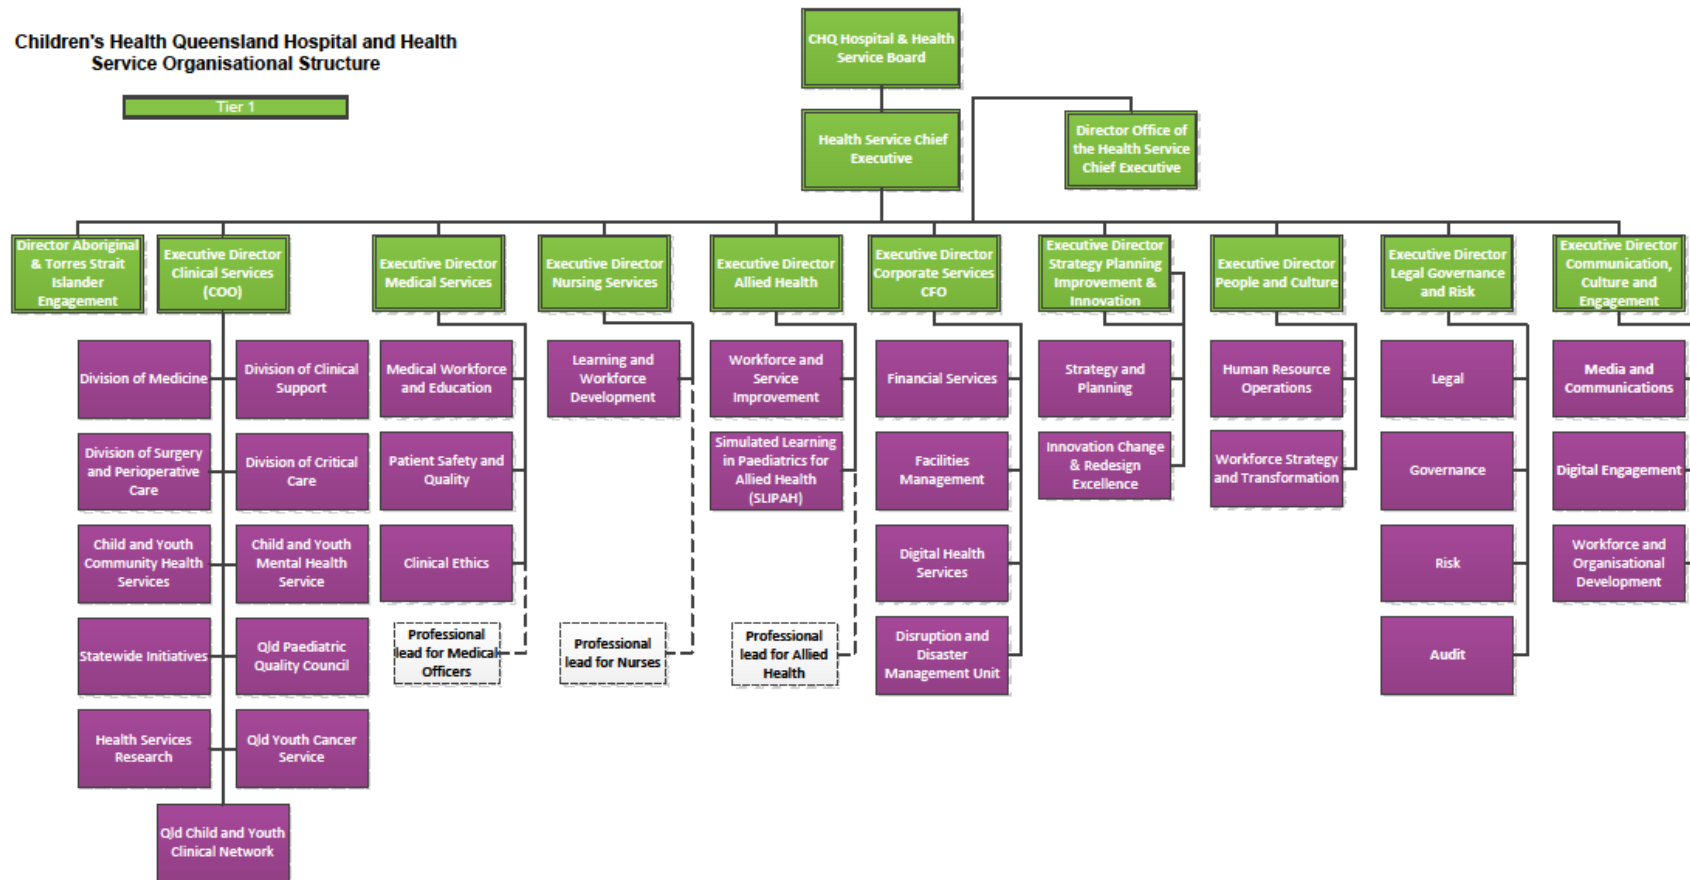 Children's Health Queensland Hospital and Health
Service Organisational Structure
Tier 1
CHQ Hospital & Health
Service Board
Health Service Chief
Executive
Director Office of
the Health Service
Chief Executive
Director Aboriginal
& Torres Strait
Islander
Engagement
Executive Director
Clinical Services
(COO)
Executive Director
Medical Services
Executive Director
Nursing Services
Executive Director
Allied Health
Executive Director
Corporate Services
CFO
Executive Director
Strategy Planning
Improvement &
Innovation
Executive Director
People and Culture
Executive Director
Legal Governance
and Risk
Executive Director
Communication,
Culture and
Engagement
Division of Medicine
Division of Clinical
Support
Division of Surgery
and Perioperative
Care
Division of Critical
Care
Child and Youth
Community Health
Services
Child and Youth
Mental Health
Service
Statewide Initiatives
Qld Paediatric
Quality Council
Health Services
Research
Qld Youth Cancer
Service
Qld Child and Youth
Clinical Network
Medical Workforce
and Education
Patient Safety and
Quality
Clinical Ethics
Professional
lead for Medical
Officers
Learning and
Workforce
Development
Professional
lead for Nurses
Workforce and
Service
Improvement
Simulated Learning
in Paediatrics for
Allied Health
(SLIPAH)
Professional
lead for Allied
Health
Financial Services
Facilities
Management
Digital Health
Services
Disruption and
Disaster
Management Unit
Strategy and
Planning
Innovation Change
& Redesign
Excellence
Human Resource
Operations
Workforce Strategy
and Transformation
Legal
Governance
Risk
Audit
Media and
Communications
Digital Engagement
Workforce and
Organisational
Development